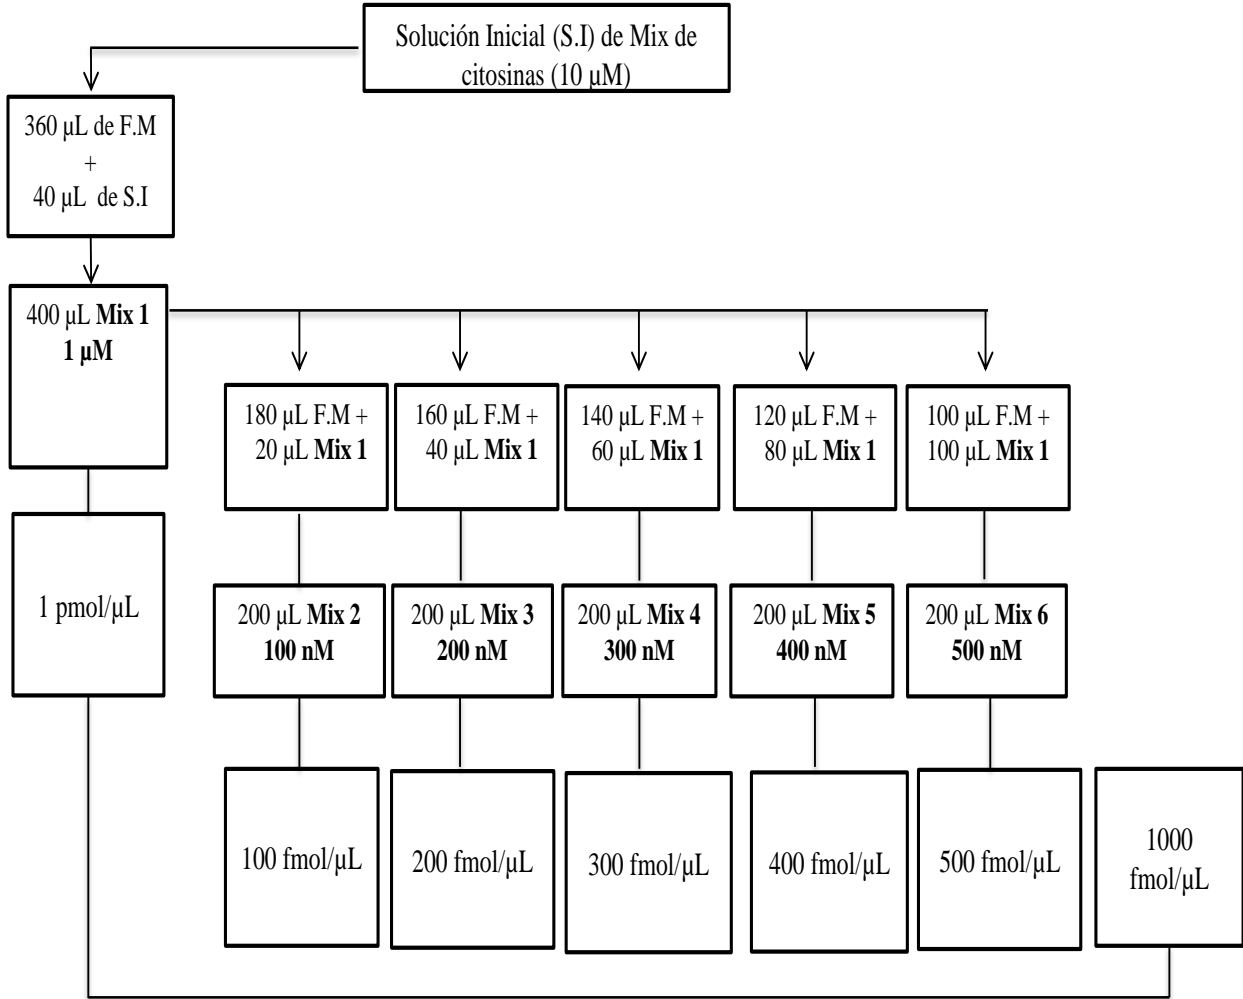 Solución Inicial (S.I) de Mix de
citosinas (10 µM)
360 µL de F.M
+
40 µL de S.I
400 µL Mix 1
1 µM
180 µL F.M +
20 µL Mix 1
160 µL F.M +
40 µL Mix 1
140 µL F.M +
60 µL Mix 1
120 µL F.M +
80 µL Mix 1
100 µL F.M +
100 µL Mix 1
1 pmol/µL
200 µL Mix 2
100 nM
200 µL Mix 3
200 nM
200 µL Mix 4
300 nM
200 µL Mix 5
400 nM
200 µL Mix 6
500 nM
100 fmol/µL
200 fmol/µL
300 fmol/µL
400 fmol/µL
500 fmol/µL
1000
fmol/µL